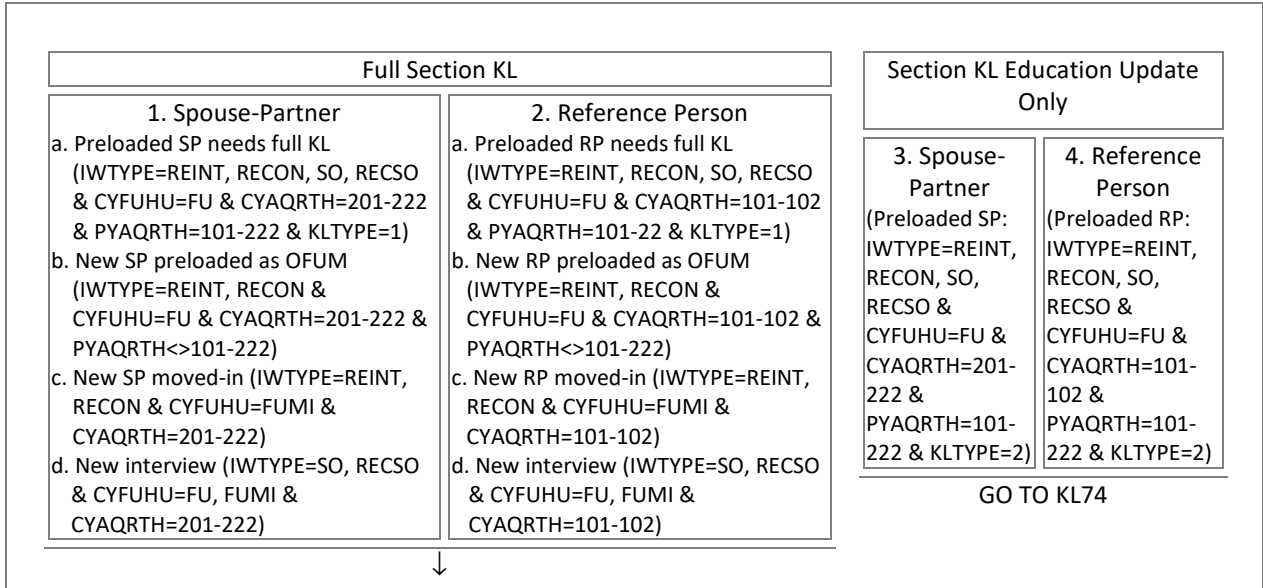 Full Section KL
1. Spouse-Partner
a. Preloaded SP needs full KL
(IWTYPE=REINT, RECON, SO, RECSO
& CYFUHU=FU & CYAQRTH=201-222
& PYAQRTH=101-222 & KLTYPE=1)
b. New SP preloaded as OFUM
(IWTYPE=REINT, RECON &
CYFUHU=FU & CYAQRTH=201-222 &
PYAQRTH<>101-222)
c. New SP moved-in (IWTYPE=REINT,
RECON & CYFUHU=FUMI &
CYAQRTH=201-222)
d. New interview (IWTYPE=SO, RECSO
& CYFUHU=FU, FUMI &
CYAQRTH=201-222)
2. Reference Person
a. Preloaded RP needs full KL
(IWTYPE=REINT, RECON, SO, RECSO
& CYFUHU=FU & CYAQRTH=101-102
& PYAQRTH=101-22 & KLTYPE=1)
b. New RP preloaded as OFUM
(IWTYPE=REINT, RECON &
CYFUHU=FU & CYAQRTH=101-102 &
PYAQRTH<>101-222)
c. New RP moved-in (IWTYPE=REINT,
RECON & CYFUHU=FUMI &
CYAQRTH=101-102)
d. New interview (IWTYPE=SO, RECSO
& CYFUHU=FU, FUMI &
CYAQRTH=101-102)
↓
Section KL Education Update
Only
3. Spouse-
Partner
(Preloaded SP:
IWTYPE=REINT,
RECON, SO,
RECSO &
CYFUHU=FU &
CYAQRTH=201-
222 &
PYAQRTH=101-
222 & KLTYPE=2)
4. Reference
Person
(Preloaded RP:
IWTYPE=REINT,
RECON, SO,
RECSO &
CYFUHU=FU &
CYAQRTH=101-
102 &
PYAQRTH=101-
222 & KLTYPE=2)
GO TO KL74